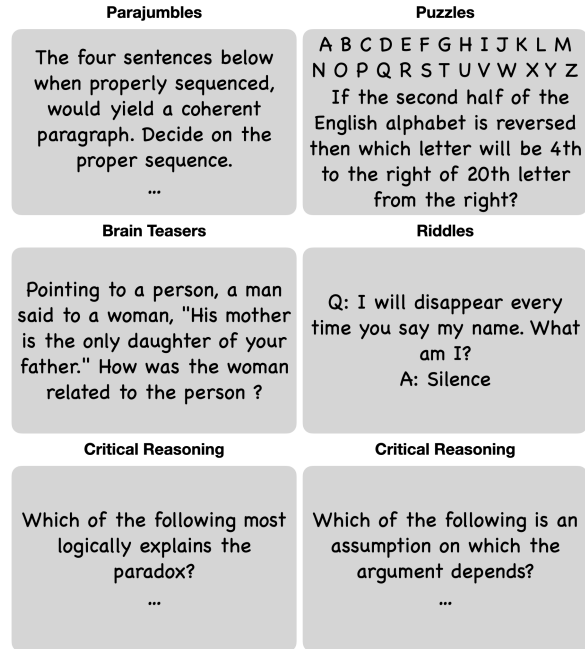 Parajumbles
The four sentences below
when properly sequenced,
would yield a coherent
paragraph. Decide on the
proper sequence.
...
Puzzles
A B C D E F G H I J K L M
N O P Q R S T U V W X Y Z
If the second half of the
English alphabet is reversed
then which letter will be 4th
to the right of 20th letter
from the right?
Brain Teasers
Pointing to a person, a man
said to a woman, "His mother
is the only daughter of your
father." How was the woman
related to the person ?
Riddles
Q: I will disappear every
time you say my name. What
am I?
A: Silence
Critical Reasoning
Which of the following most
logically explains the
paradox?
...
Critical Reasoning
Which of the following is an
assumption on which the
argument depends?
...